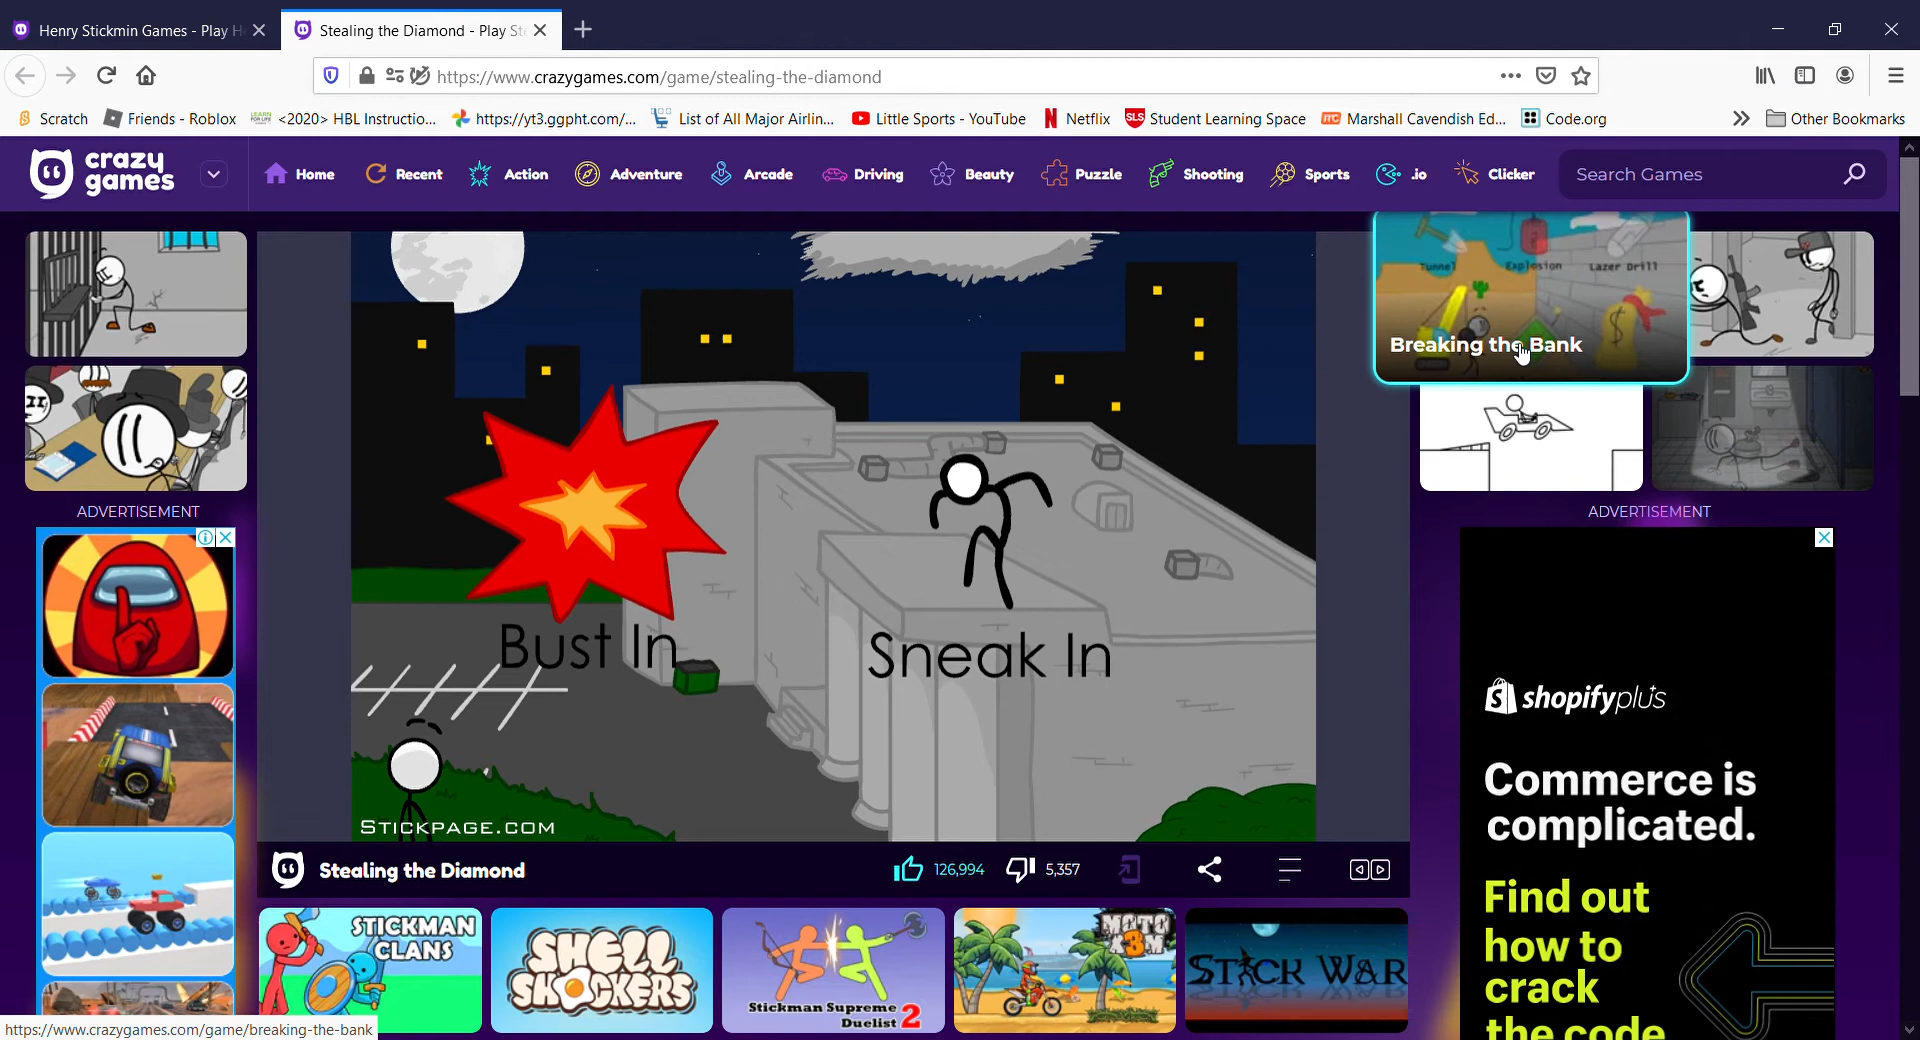 Henry Stickmin Games - Play H
Stealing the Diamond - Play St
https://www.crazygames.com/game/stealing-the-diamond
Scratch
Friends - Roblox
<2020> HBL Instructio...
https://yt3.ggpht.com/...
List of All Major Airlin...
Little Sports - YouTube
Netflix
SLS
Student Learning Space
mc
Marshall Cavendish Ed...
Code.org
Other Bookmarks
crazy
games
Home
Recent
Action
Adventure
Arcade
Driving
Beauty
Puzzle
Shooting
Sports
.io
Clicker
Search Games
Tunnel
Explosion
Lazer Drill
Breaking the Bank
ADVERTISEMENT
ADVERTISEMENT
Bust In
Sneak In
STICKPAGE.COM
shopifyplus
Commerce is
complicated.
Find out
how to
crack
the code
Stealing the Diamond
126,994
5,357
STICKMAN
CLANS
SHELL
SHOCKERS
Stickman Supreme
Duelist 2
MOTO
X3M
STICK WAR
https://www.crazygames.com/game/breaking-the-bank